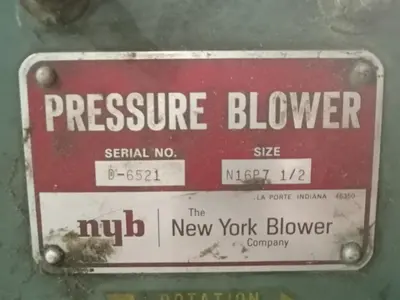 PRESSURE BLOWER
SERIAL NO. SIZE
B-6521 N16P7 1/2
LA PORTE INDIANA 46350
nyb The New York Blower Company
ROTATION